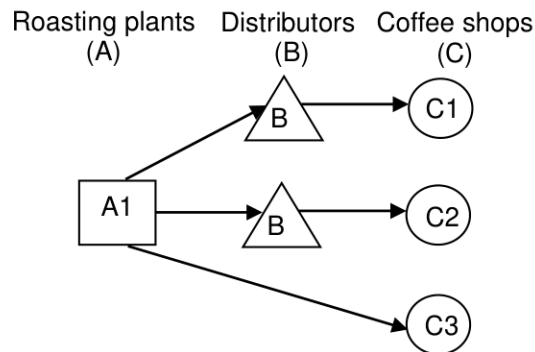 Roasting plants Distributors Coffee shops
(A) (B) (C)
B C1
A1 B C2
C3